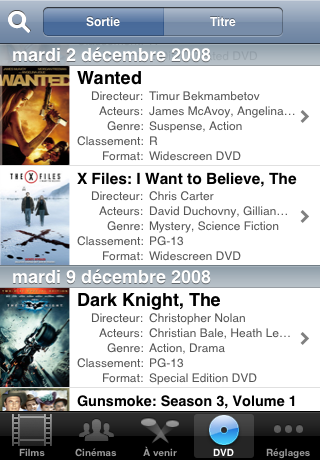 Sortie
Titre
mardi 2 décembre 2008
DVD
WANTED
Wanted
Directeur: Timur Bekmambetov
Acteurs: James McAvoy, Angelina…
Genre: Suspense, Action
Classement: R
Format: Widescreen DVD
THE X FILES
X Files: I Want to Believe, The
Directeur: Chris Carter
Acteurs: David Duchovny, Gillian…
Genre: Mystery, Science Fiction
Classement: PG-13
Format: Widescreen DVD
mardi 9 décembre 2008
Dark Knight, The
Directeur: Christopher Nolan
Acteurs: Christian Bale, Heath Le…
Genre: Action, Drama
Classement: PG-13
Format: Special Edition DVD
Gunsmoke: Season 3, Volume 1
Films
Cinémas
À venir
DVD
Réglages